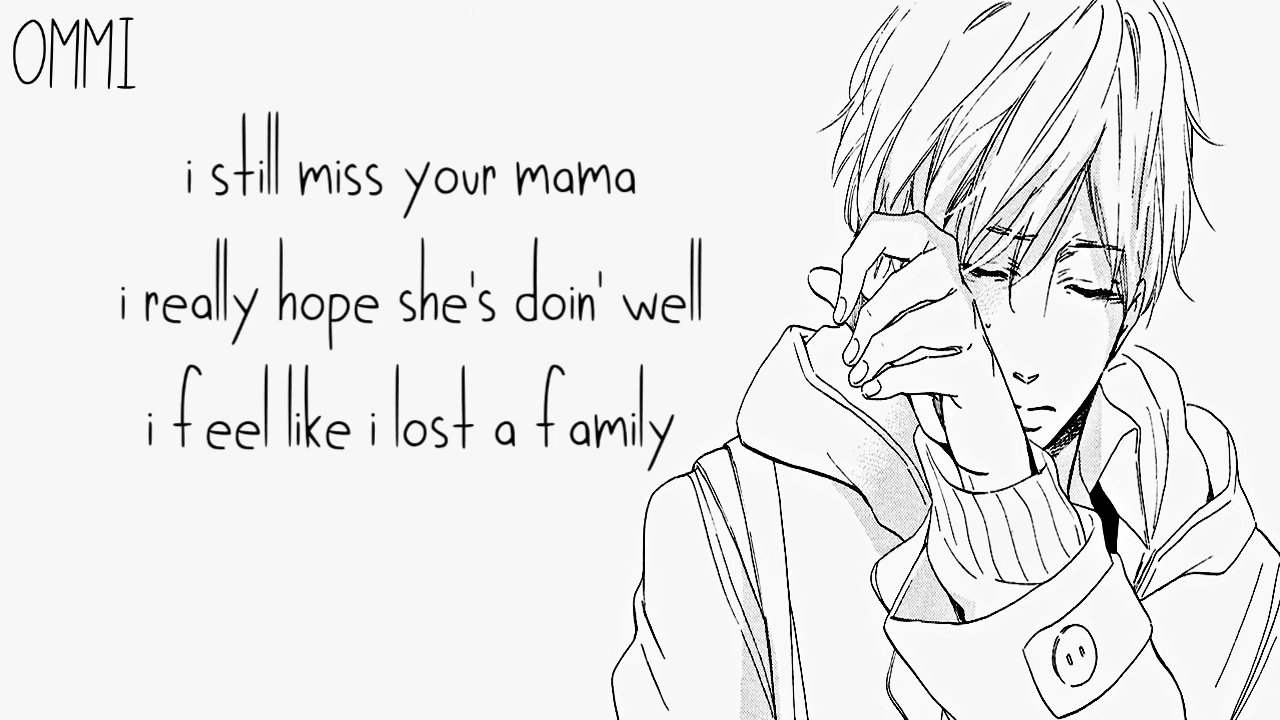 OMMI
i still miss your mama
i really hope she's doin' well
i feel like i lost a family